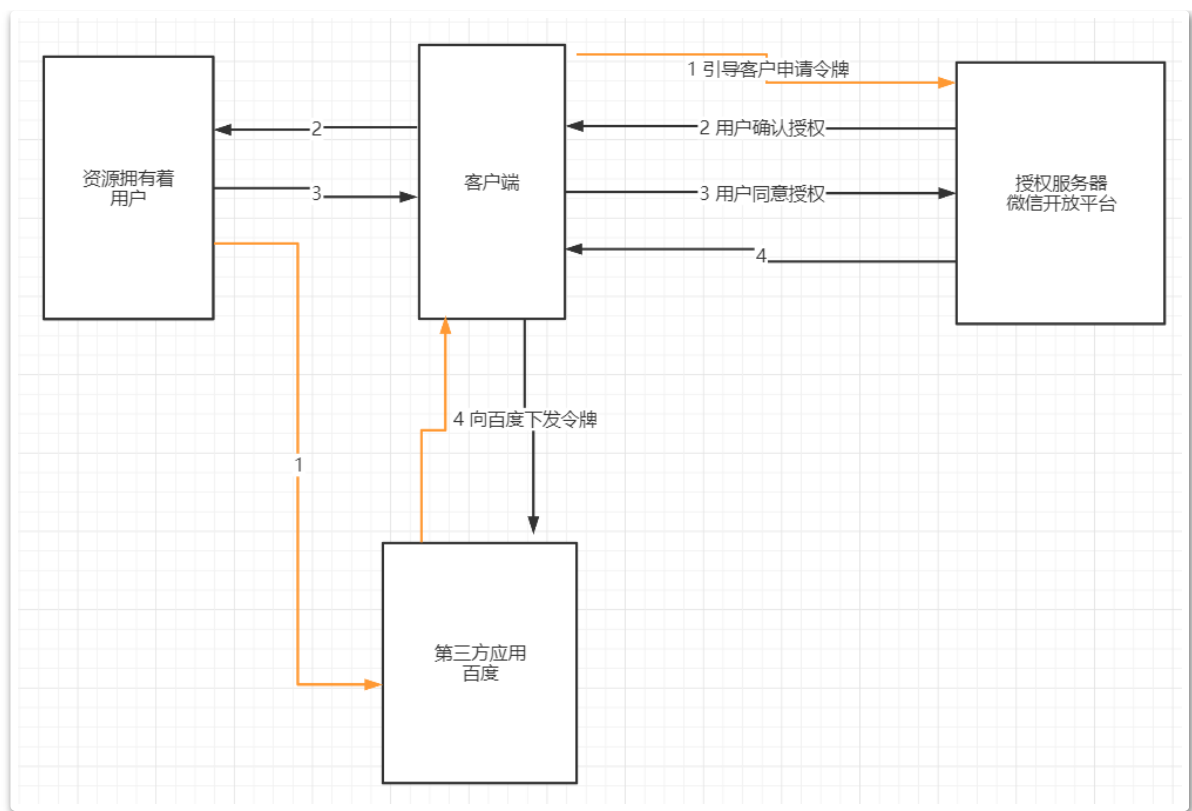 1 引导客户申请令牌
2
2 用户确认授权
资源拥有着
用户
客户端
授权服务器
微信开放平台
3
3 用户同意授权
4
4 向百度下发令牌
1
第三方应用
百度